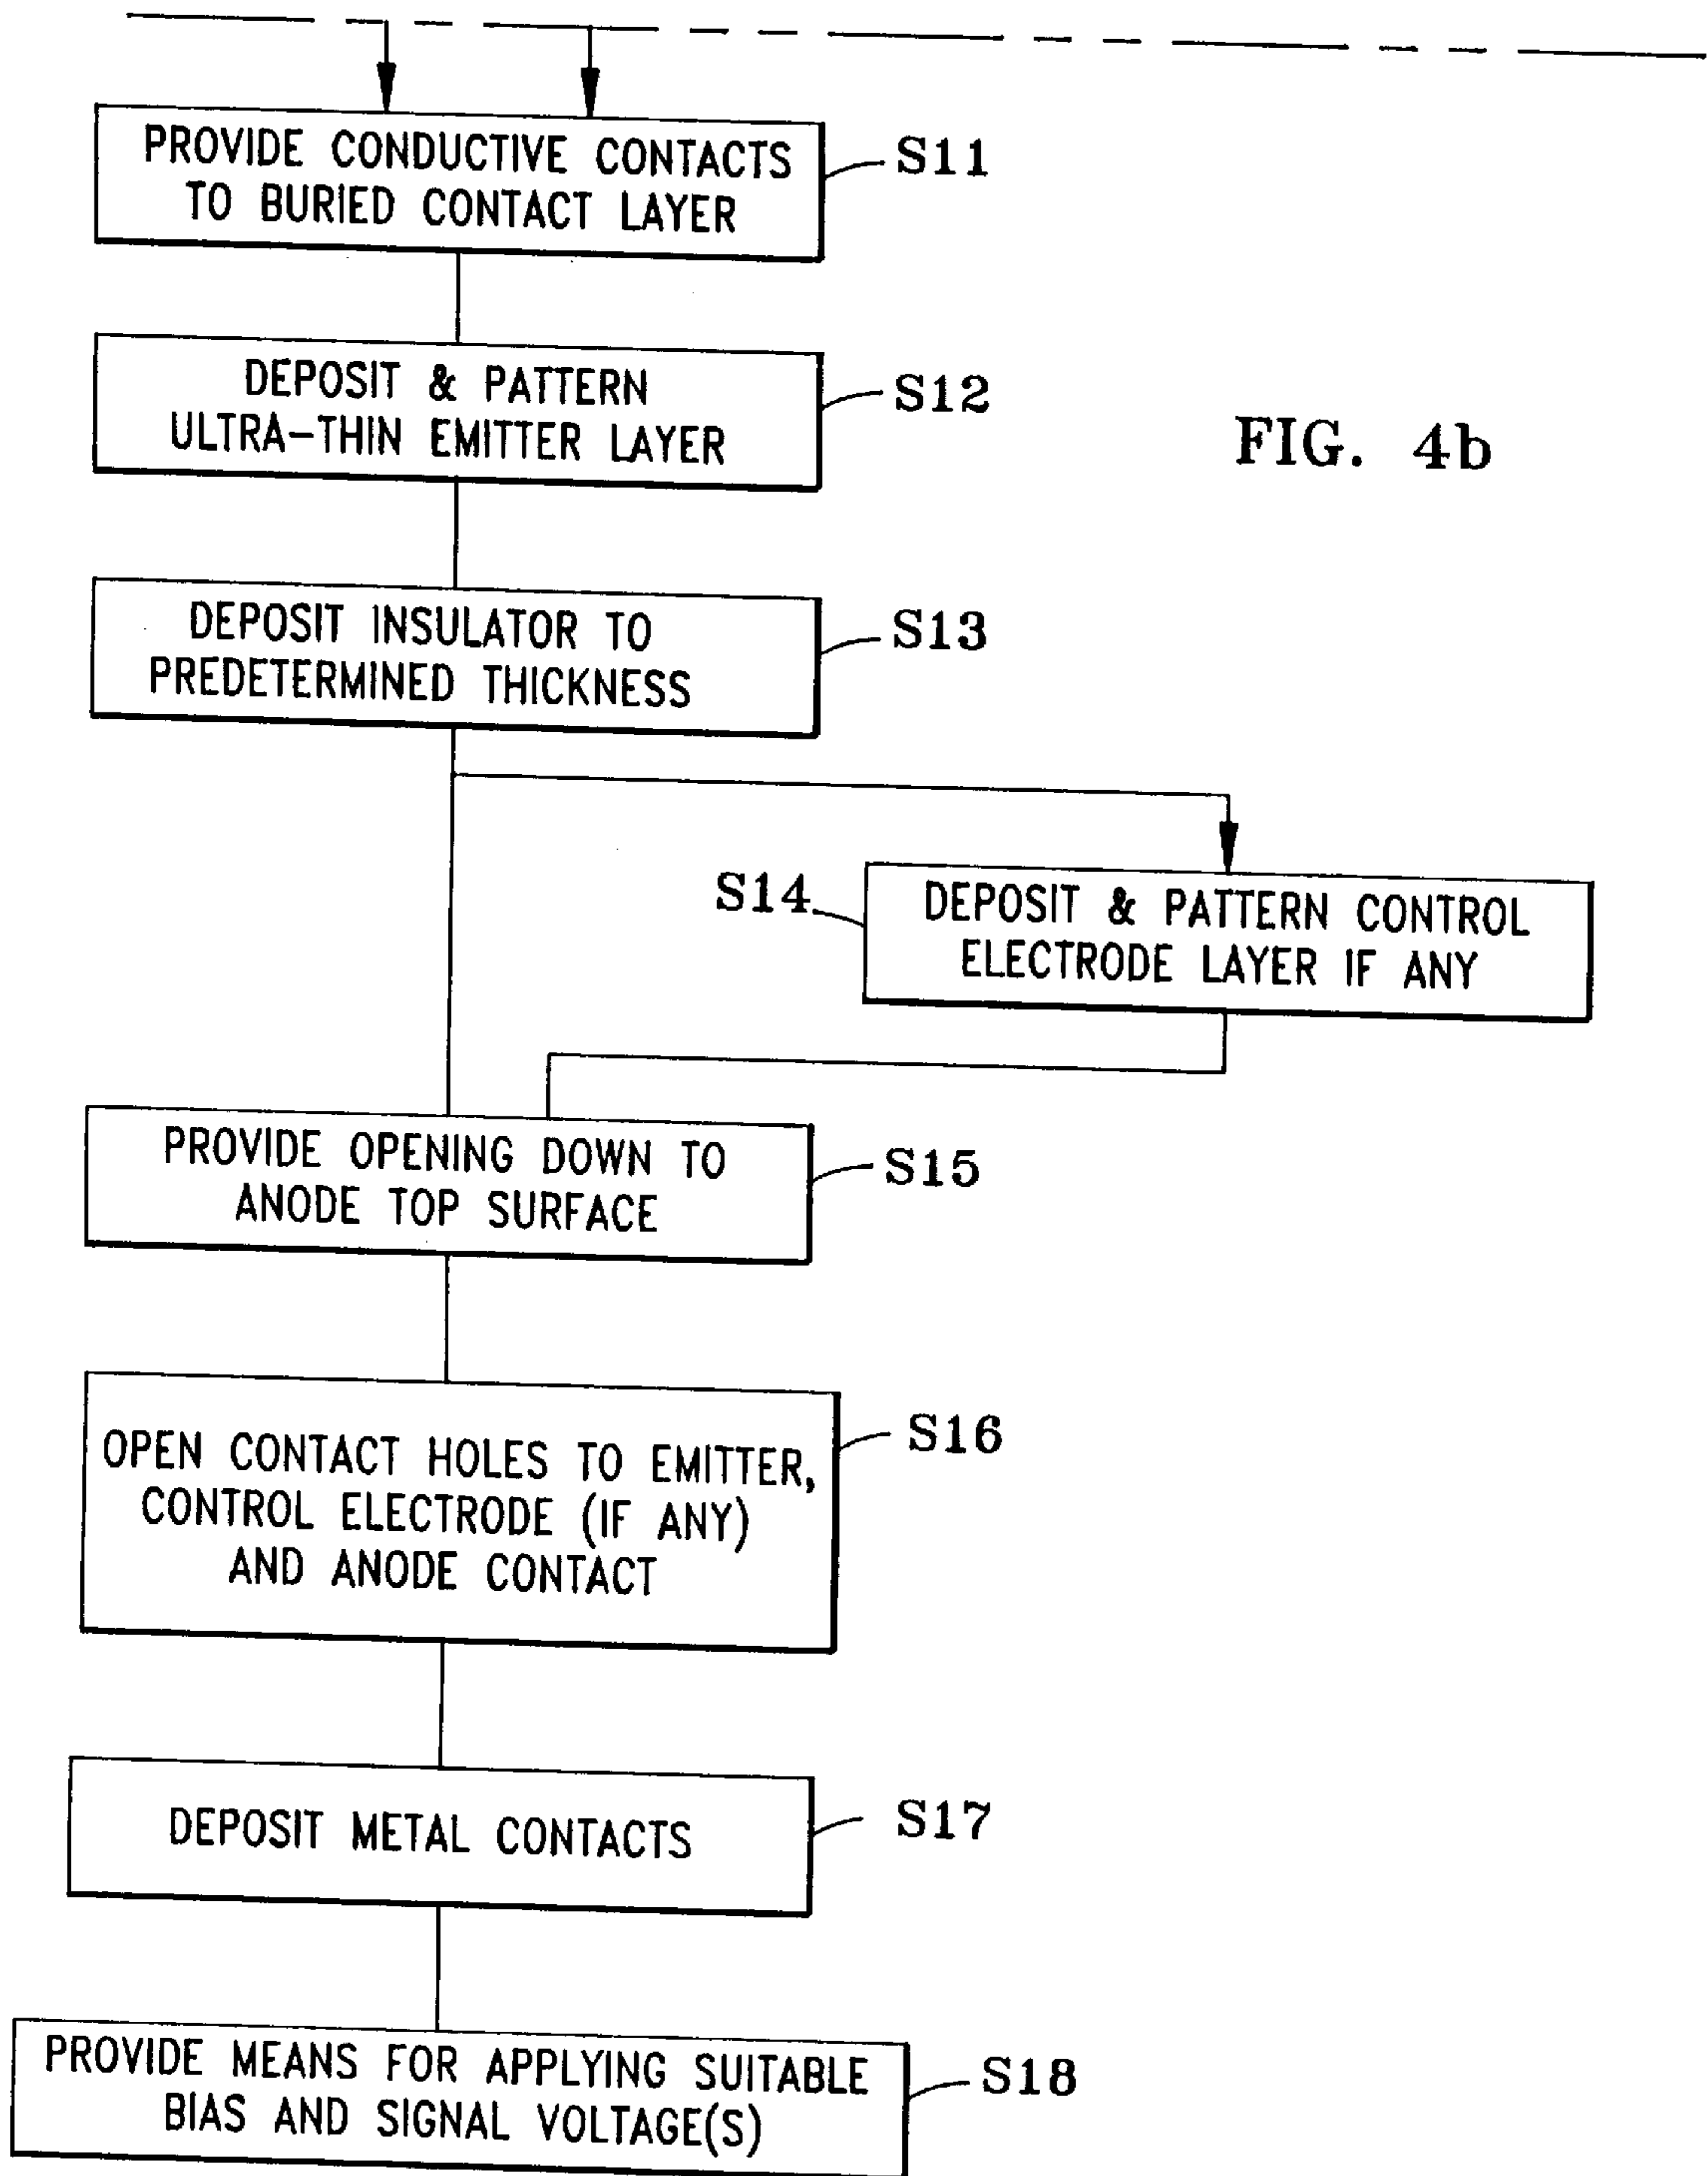 PROVIDE CONDUCTIVE CONTACTS
TO BURIED CONTACT LAYER
S11
DEPOSIT & PATTERN
ULTRA-THIN EMITTER LAYER
S12
FIG. 4b
DEPOSIT INSULATOR TO
PREDETERMINED THICKNESS
S13
S14
DEPOSIT & PATTERN CONTROL
ELECTRODE LAYER IF ANY
PROVIDE OPENING DOWN TO
ANODE TOP SURFACE
S15
OPEN CONTACT HOLES TO EMITTER,
CONTROL ELECTRODE (IF ANY)
AND ANODE CONTACT
S16
DEPOSIT METAL CONTACTS
S17
PROVIDE MEANS FOR APPLYING SUITABLE
BIAS AND SIGNAL VOLTAGE(S)
S18